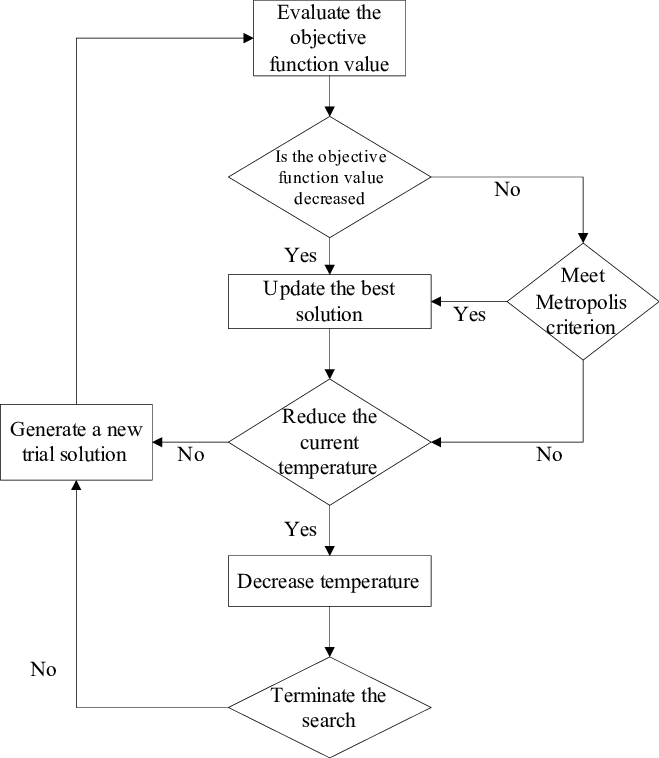 Evaluate the
objective
function value
Is the objective
function value
decreased
No
Yes
Meet
Metropolis
criterion
Update the best
solution
Yes
Reduce the
current
temperature
Generate a new
trial solution
No
No
Yes
Decrease temperature
No
Terminate the
search